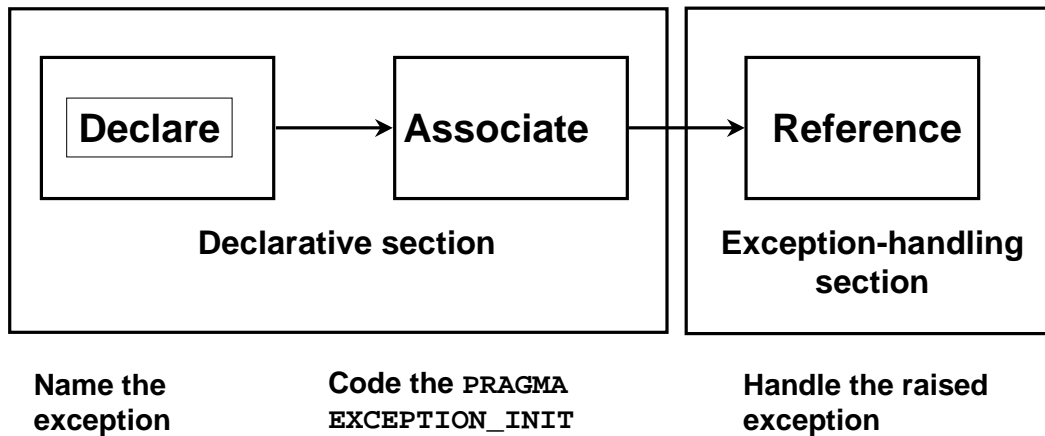 Declare
Associate
Reference
Declarative section
Exception-handling
section
Name the
exception
Code the PRAGMA
EXCEPTION_INIT
Handle the raised
exception